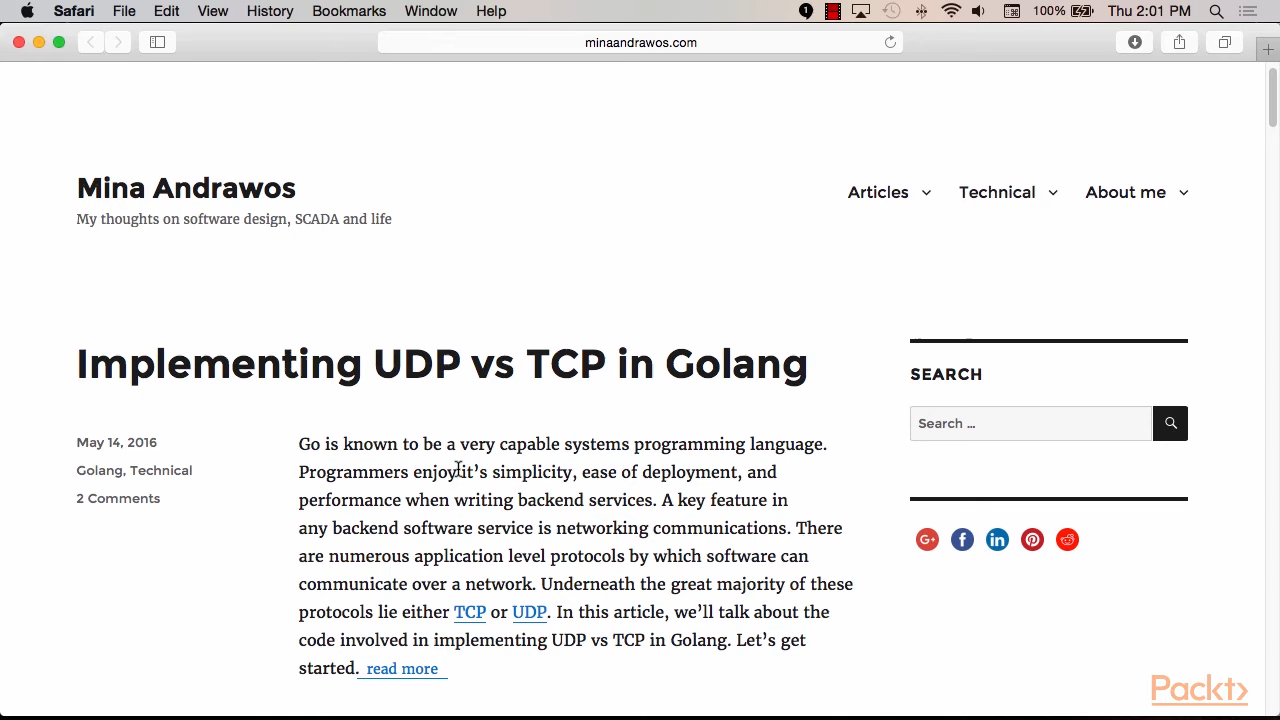 Safari File Edit View History Bookmarks Window Help 1 100% Thu 2:01 PM
minaandrawos.com
Mina Andrawos
My thoughts on software design, SCADA and life
Articles Technical About me
Implementing UDP vs TCP in Golang
May 14, 2016
Golang, Technical
2 Comments
Go is known to be a very capable systems programming language.
Programmers enjoy it’s simplicity, ease of deployment, and
performance when writing backend services. A key feature in
any backend software service is networking communications. There
are numerous application level protocols by which software can
communicate over a network. Underneath the great majority of these
protocols lie either TCP or UDP. In this article, we’ll talk about the
code involved in implementing UDP vs TCP in Golang. Let’s get
started. read more
SEARCH
Search …
G+ f in
Packt>